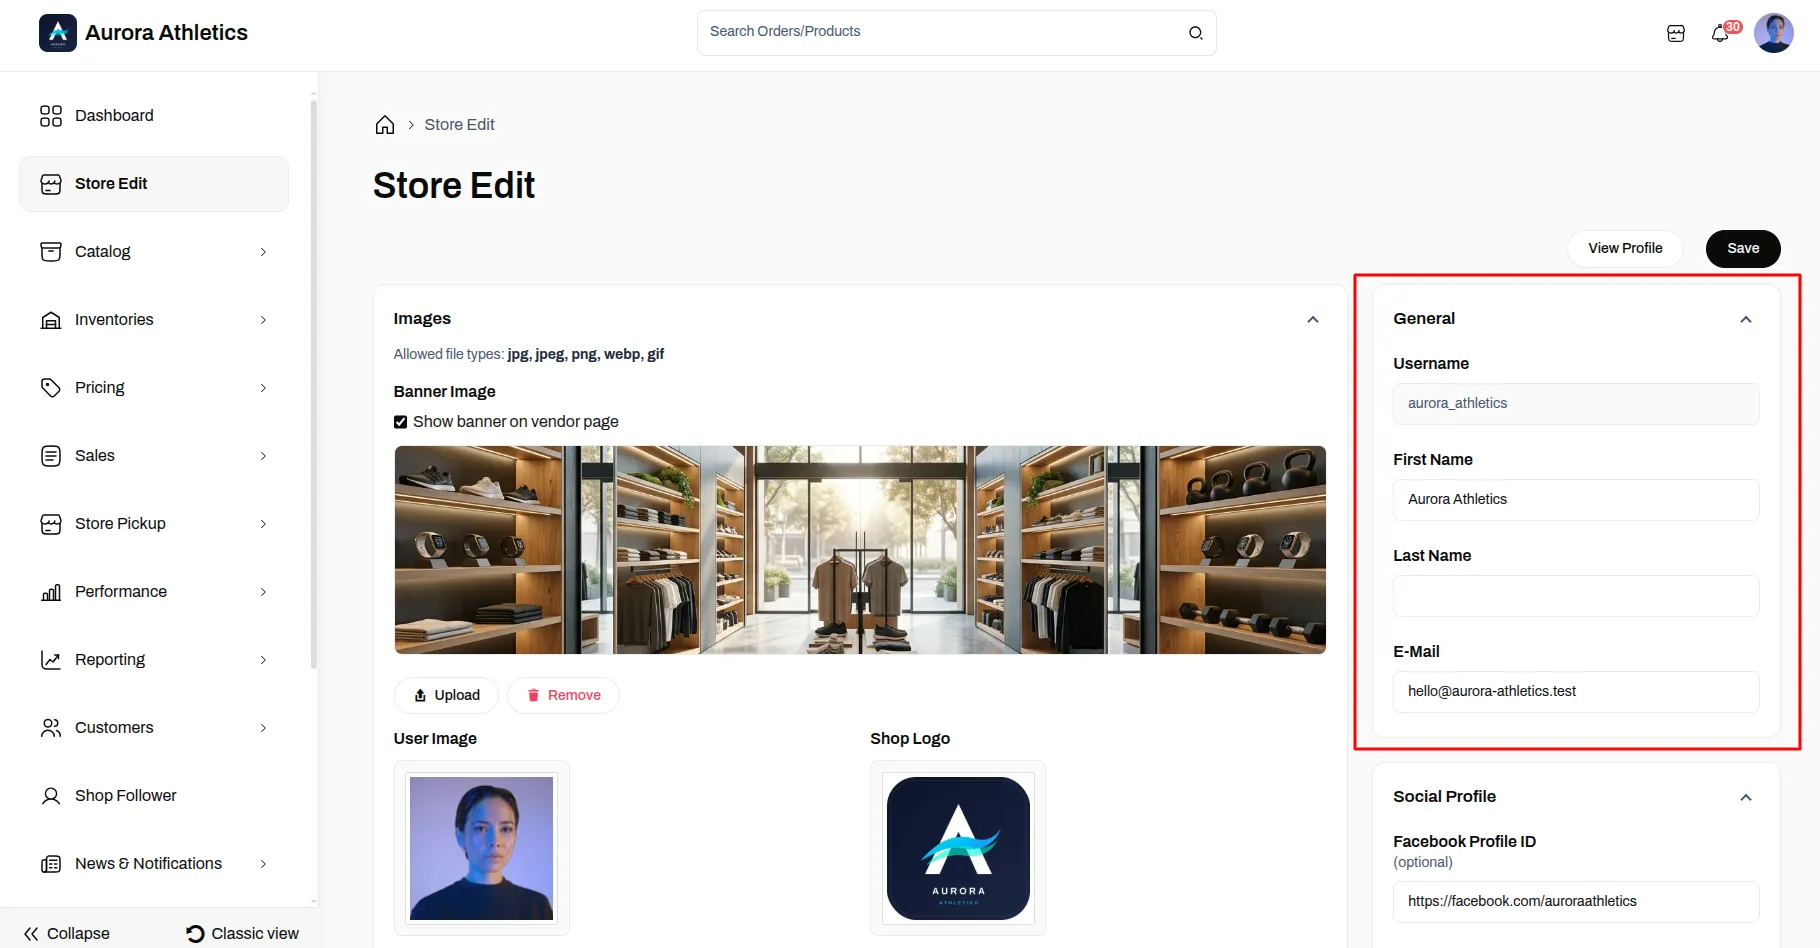 Aurora Athletics
Search Orders/Products
30
Dashboard
Store Edit
Catalog
Inventories
Pricing
Sales
Store Pickup
Performance
Reporting
Customers
Shop Follower
News & Notifications
Collapse
Classic view
Store Edit
Store Edit
View Profile
Save
Images
Allowed file types: jpg, jpeg, png, webp, gif
Banner Image
Show banner on vendor page
Upload
Remove
User Image
Shop Logo
AURORA
ATHLETICS
General
Username
aurora_athletics
First Name
Aurora Athletics
Last Name
E-Mail
hello@aurora-athletics.test
Social Profile
Facebook Profile ID
(optional)
https://facebook.com/auroraathletics